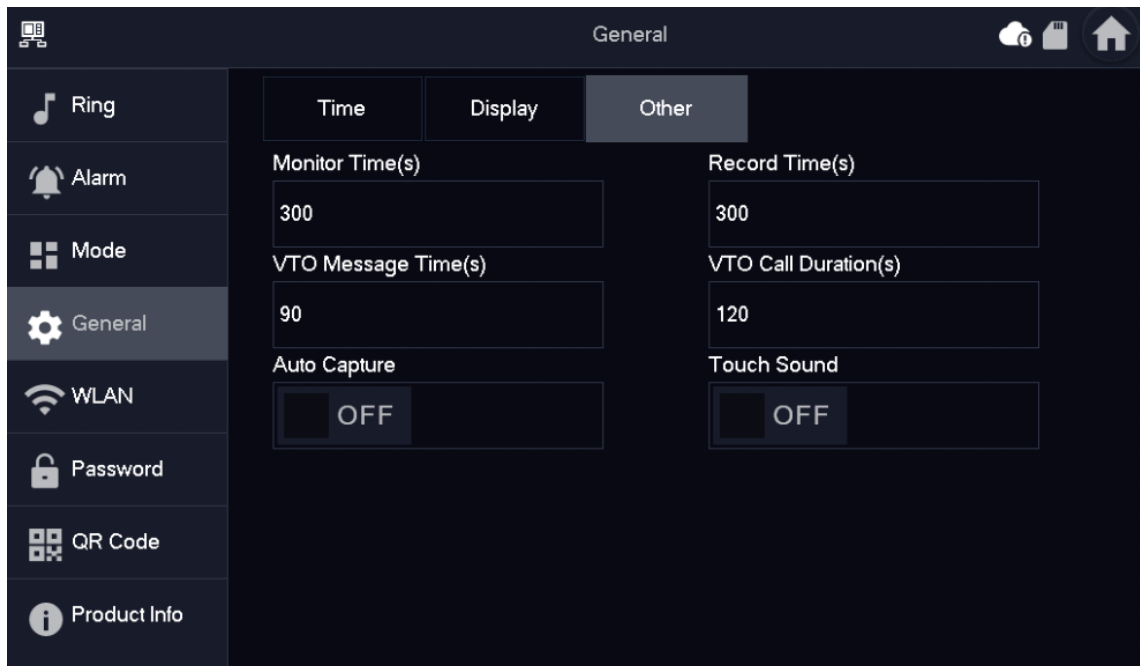 General
Ring
Alarm
Mode
General
WLAN
Password
QR Code
Product Info
Time Display Other
Monitor Time(s) Record Time(s)
300 300
VTO Message Time(s) VTO Call Duration(s)
90 120
Auto Capture Touch Sound
OFF OFF